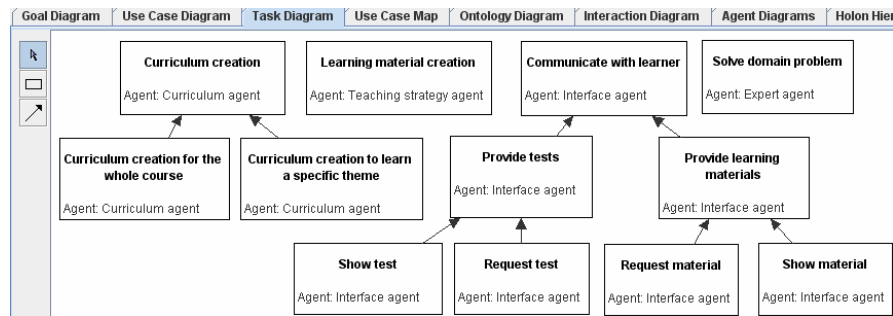 Goal Diagram Use Case Diagram Task Diagram Use Case Map Ontology Diagram Interaction Diagram Agent Diagrams Holon Hier
Curriculum creation
Agent: Curriculum agent
Learning material creation
Agent: Teaching strategy agent
Communicate with learner
Agent: Interface agent
Solve domain problem
Agent: Expert agent
Curriculum creation for the
whole course
Agent: Curriculum agent
Curriculum creation to learn
a specific theme
Agent: Curriculum agent
Provide tests
Agent: Interface agent
Provide learning
materials
Agent: Interface agent
Show test
Agent: Interface agent
Request test
Agent: Interface agent
Request material
Agent: Interface agent
Show material
Agent: Interface agent